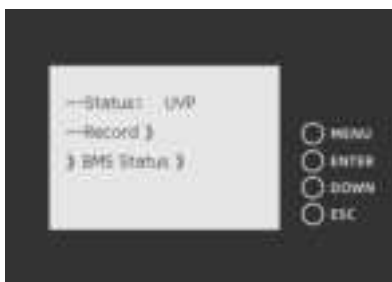 —Status: UVP
—Record 》
》 BMS Status 》
MENU
ENTER
DOWN
ESC